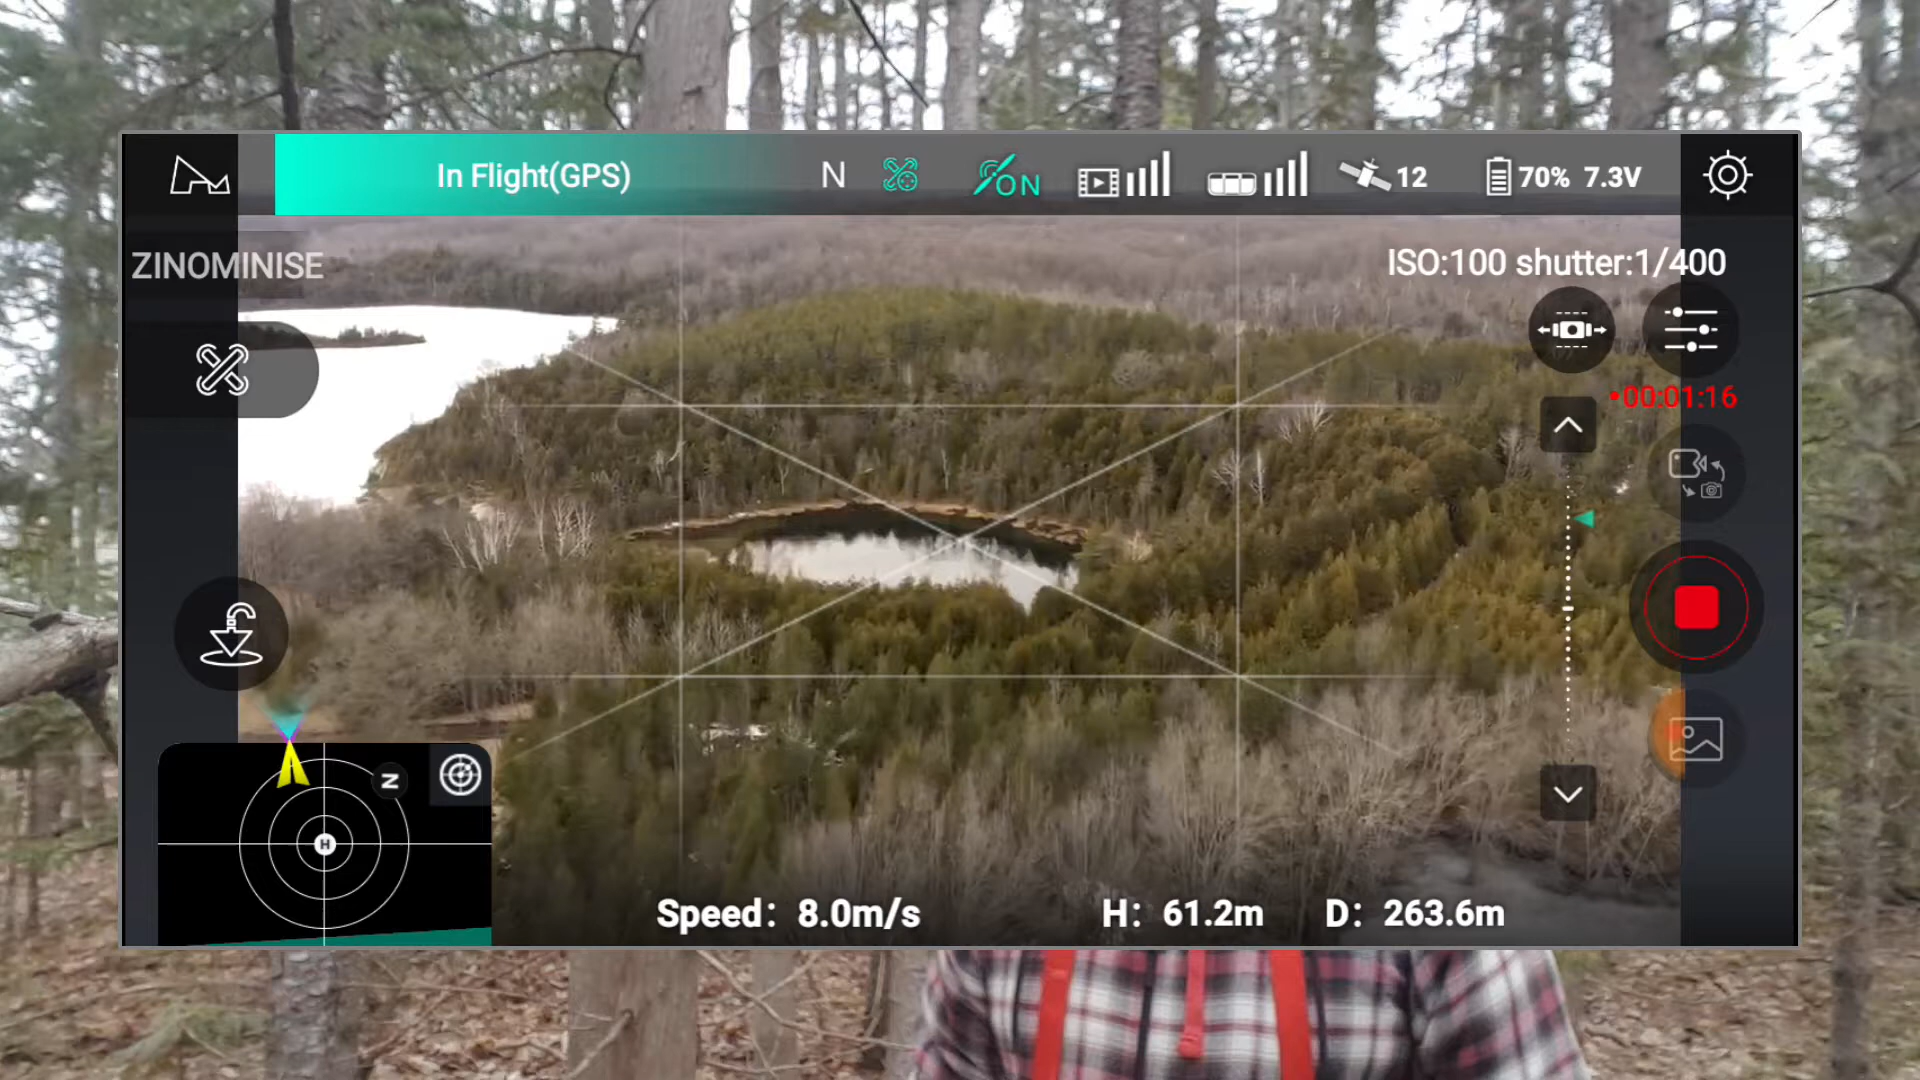 In Flight(GPS) N ON 12 70% 7.3V
ZINOMINISE
ISO:100 shutter:1/400
00:01:16
N
H
Speed: 8.0m/s H: 61.2m D: 263.6m